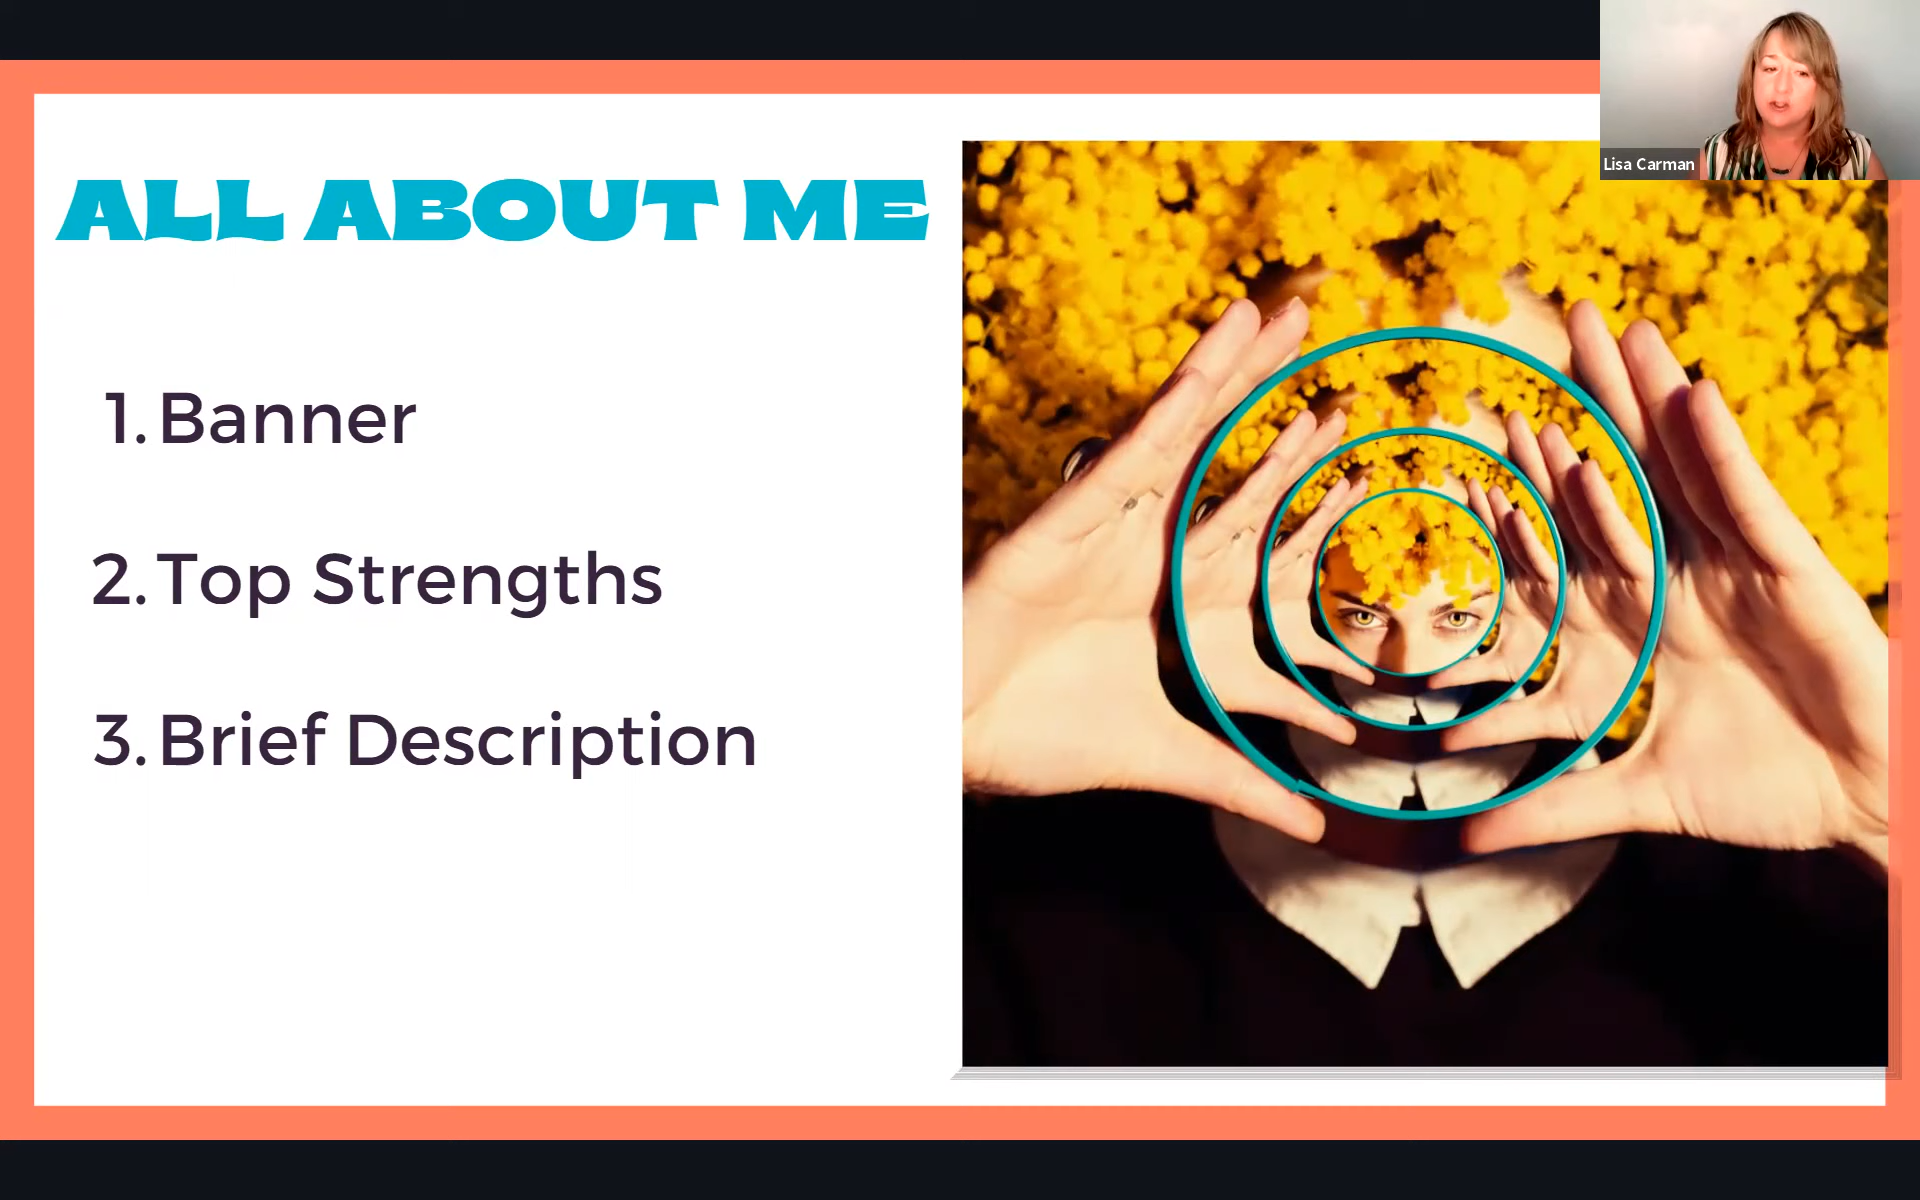 Lisa Carman
ALL ABOUT ME
1. Banner
2. Top Strengths
3. Brief Description